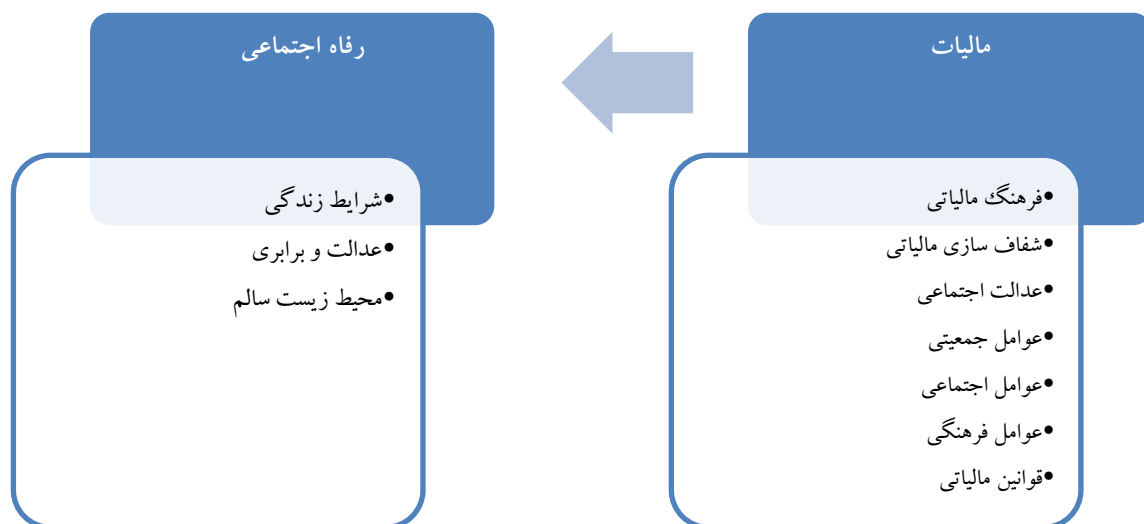 مالیات
•فرهنگ مالیاتی
•شفاف سازی مالیاتی
•عدالت اجتماعی
•عوامل جمعیتی
•عوامل اجتماعی
•عوامل فرهنگی
•قوانین مالیاتی
رفاه اجتماعی
•شرایط زندگی
•عدالت و برابری
•محیط زیست سالم